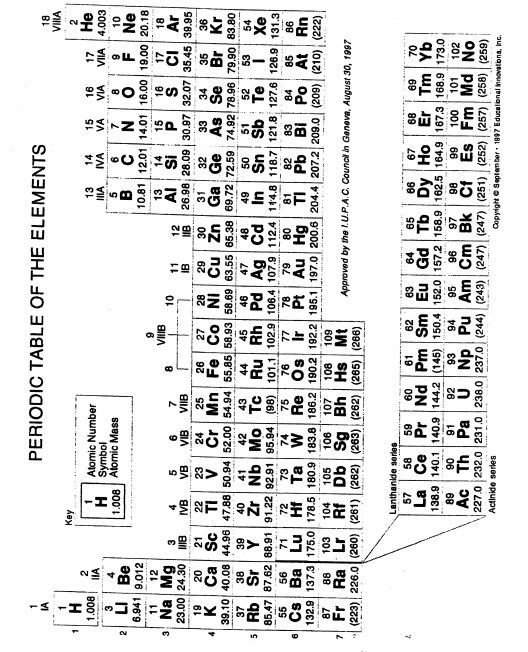 PERIODIC TABLE OF THE ELEMENTS
1 18
IA VIIIA
Key
1 Atomic Number
H Symbol
1.008 Atomic Mass
1 1 2
H He
1.008 4.003
2 13 14 15 16 17
IIA IIIA IVA VA VIA VIIA
2 3 4 5 6 7 8 9 10
Li Be B C N O F Ne
6.941 9.012 10.81 12.01 14.01 16.00 19.00 20.18
3 4 5 6 7 8 9 10 11 12
IIIB IVB VB VIB VIIB VIIIB IB IIB
3 11 12 13 14 15 16 17 18
Na Mg Al Si P S Cl Ar
23.00 24.30 26.98 28.09 30.97 32.07 35.45 39.95
4 19 20 21 22 23 24 25 26 27 28 29 30 31 32 33 34 35 36
K Ca Sc Ti V Cr Mn Fe Co Ni Cu Zn Ga Ge As Se Br Kr
39.10 40.08 44.96 47.88 50.94 52.00 54.94 55.85 58.93 58.69 63.55 65.38 69.72 72.59 74.92 78.96 79.90 83.80
5 37 38 39 40 41 42 43 44 45 46 47 48 49 50 51 52 53 54
Rb Sr Y Zr Nb Mo Tc Ru Rh Pd Ag Cd In Sn Sb Te I Xe
85.47 87.62 88.91 91.22 92.91 95.94 (98) 101.1 102.9 106.4 107.9 112.4 114.8 118.7 121.8 127.6 126.9 131.3
6 55 56 71 72 73 74 75 76 77 78 79 80 81 82 83 84 85 86
Cs Ba Lu Hf Ta W Re Os Ir Pt Au Hg Tl Pb Bi Po At Rn
132.9 137.3 175.0 178.5 180.9 183.8 186.2 190.2 192.2 195.1 197.0 200.6 204.4 207.2 209.0 (209) (210) (222)
7 87 88 103 104 105 106 107 108 109
Fr Ra Lr Rf Db Sg Bh Hs Mt
(223) 226.0 (260) (261) (262) (263) (262) (265) (266)
Approved by the I.U.P.A.C. Council in Geneva, August 30, 1997
Lanthanide series
57 58 59 60 61 62 63 64 65 66 67 68 69 70
La Ce Pr Nd Pm Sm Eu Gd Tb Dy Ho Er Tm Yb
138.9 140.1 140.9 144.2 (145) 150.4 152.0 157.2 158.9 162.5 164.9 167.3 168.9 173.0
89 90 91 92 93 94 95 96 97 98 99 100 101 102
Ac Th Pa U Np Pu Am Cm Bk Cf Es Fm Md No
227.0 232.0 231.0 238.0 237.0 (244) (243) (247) (247) (251) (252) (257) (258) (259)
Actinide series
Copyright © September • 1997 Educational Innovations, Inc.